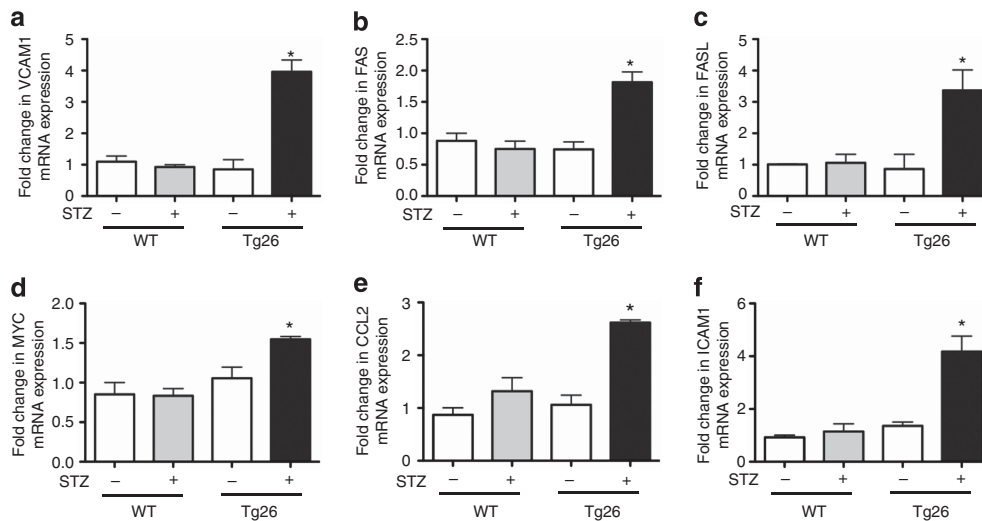 a
Fold change in VCAM1
mRNA expression
5
4
3
2
1
0
*
STZ – + – +
WT Tg26
b
Fold change in FAS
mRNA expression
2.5
2.0
1.5
1.0
0.5
0.0
*
STZ – + – +
WT Tg26
c
Fold change in FASL
mRNA expression
5
4
3
2
1
0
*
STZ – + – +
WT Tg26
d
Fold change in MYC
mRNA expression
2.0
1.5
1.0
0.5
0.0
*
STZ – + – +
WT Tg26
e
Fold change in CCL2
mRNA expression
3
2
1
0
*
STZ – + – +
WT Tg26
f
Fold change in ICAM1
mRNA expression
6
4
2
0
*
STZ – + – +
WT Tg26